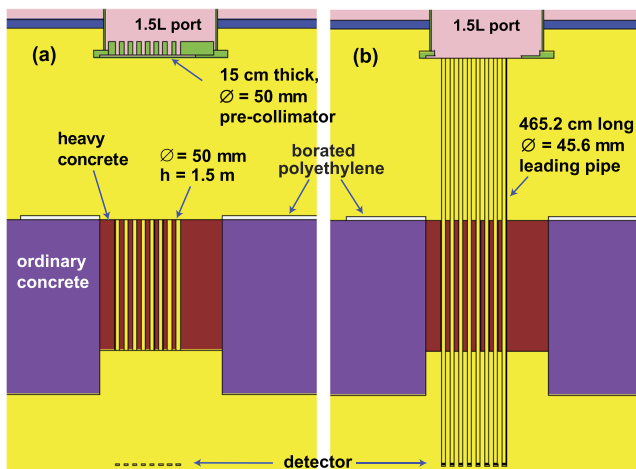 (a)
1.5L port
15 cm thick,
∅ = 50 mm
pre-collimator
heavy
concrete
∅ = 50 mm
h = 1.5 m
borated
polyethylene
ordinary
concrete
detector
(b)
1.5L port
465.2 cm long
∅ = 45.6 mm
leading pipe